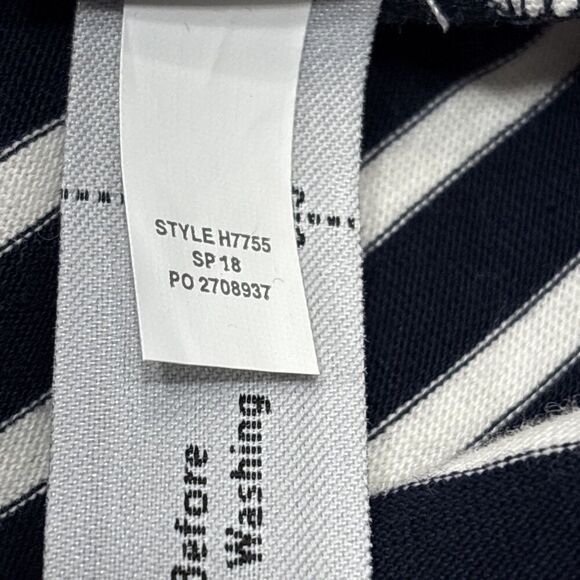 STYLE H7755
SP 18
PO 2708937
Before
Washing